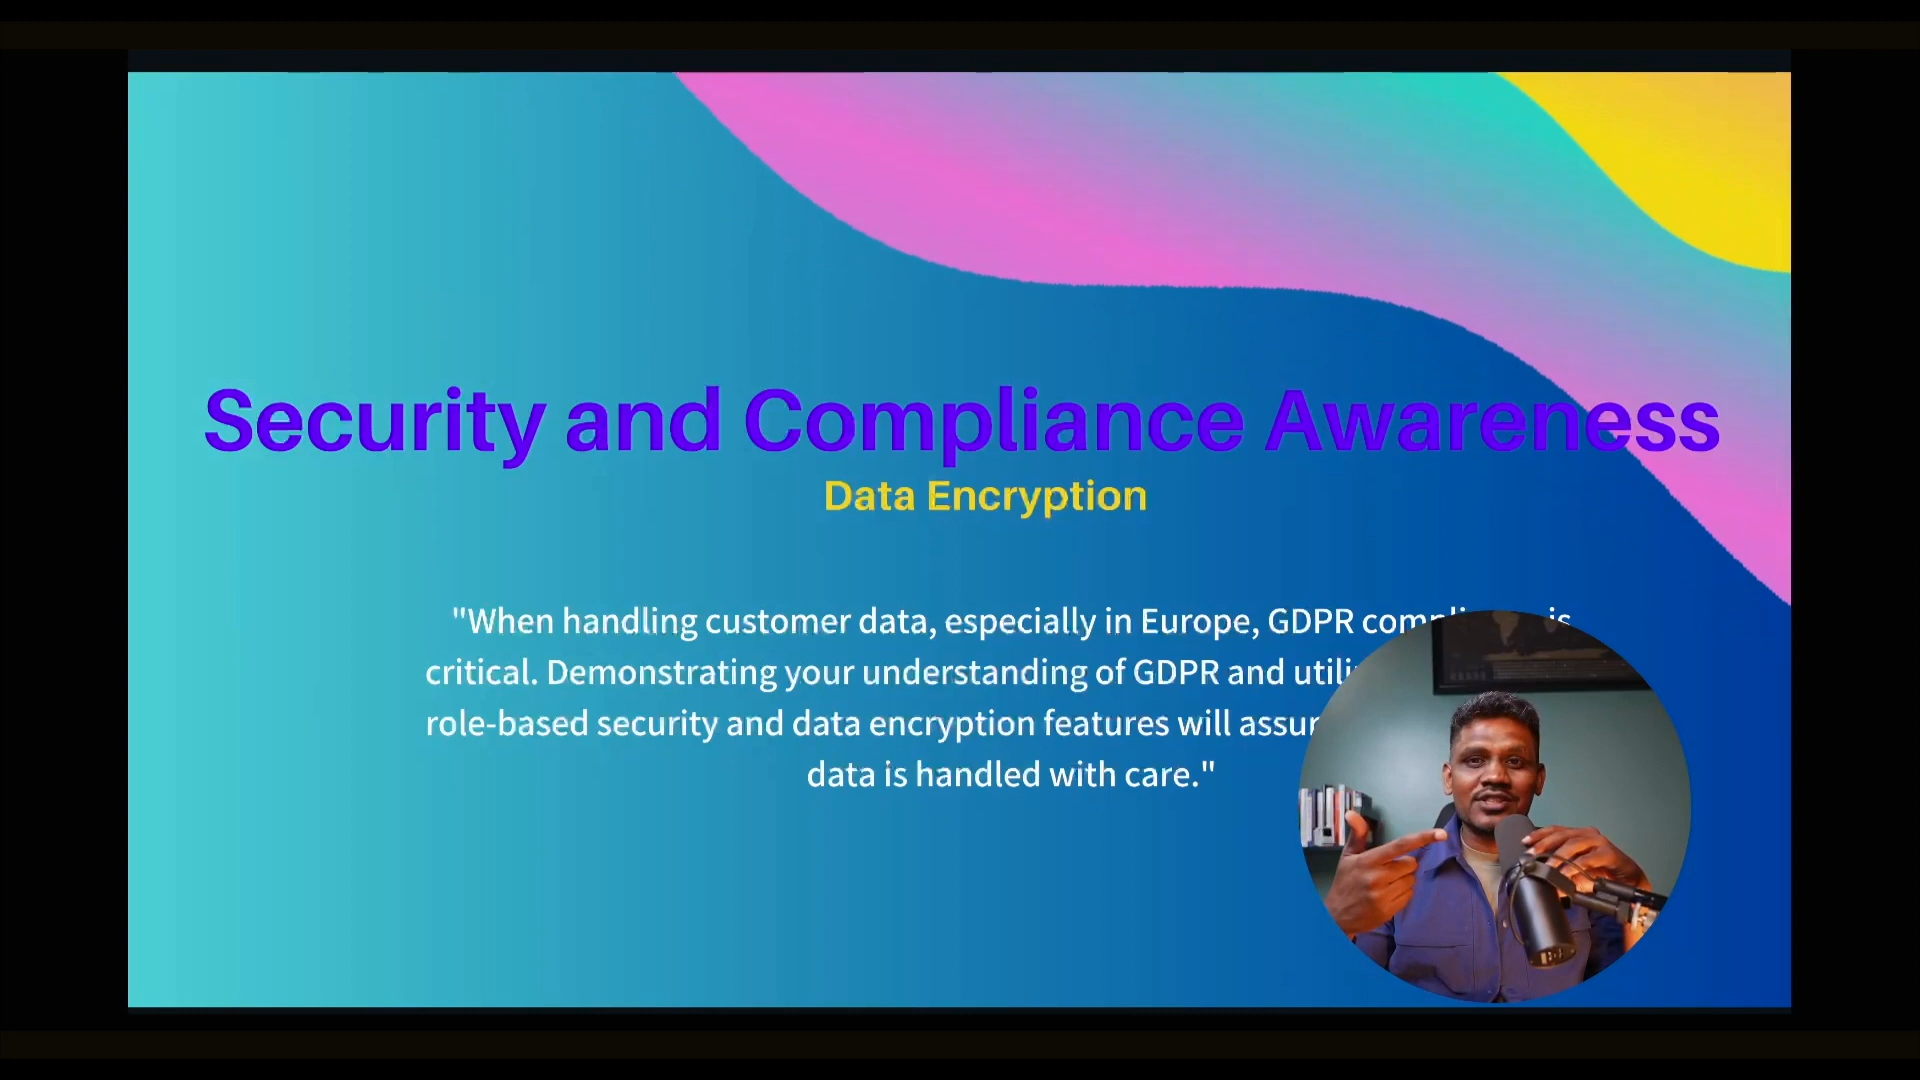 Security and Compliance Awareness
Data Encryption
"When handling customer data, especially in Europe, GDPR is
critical. Demonstrating your understanding of GDPR and
role-based security and data encryption features will
data is handled with care."